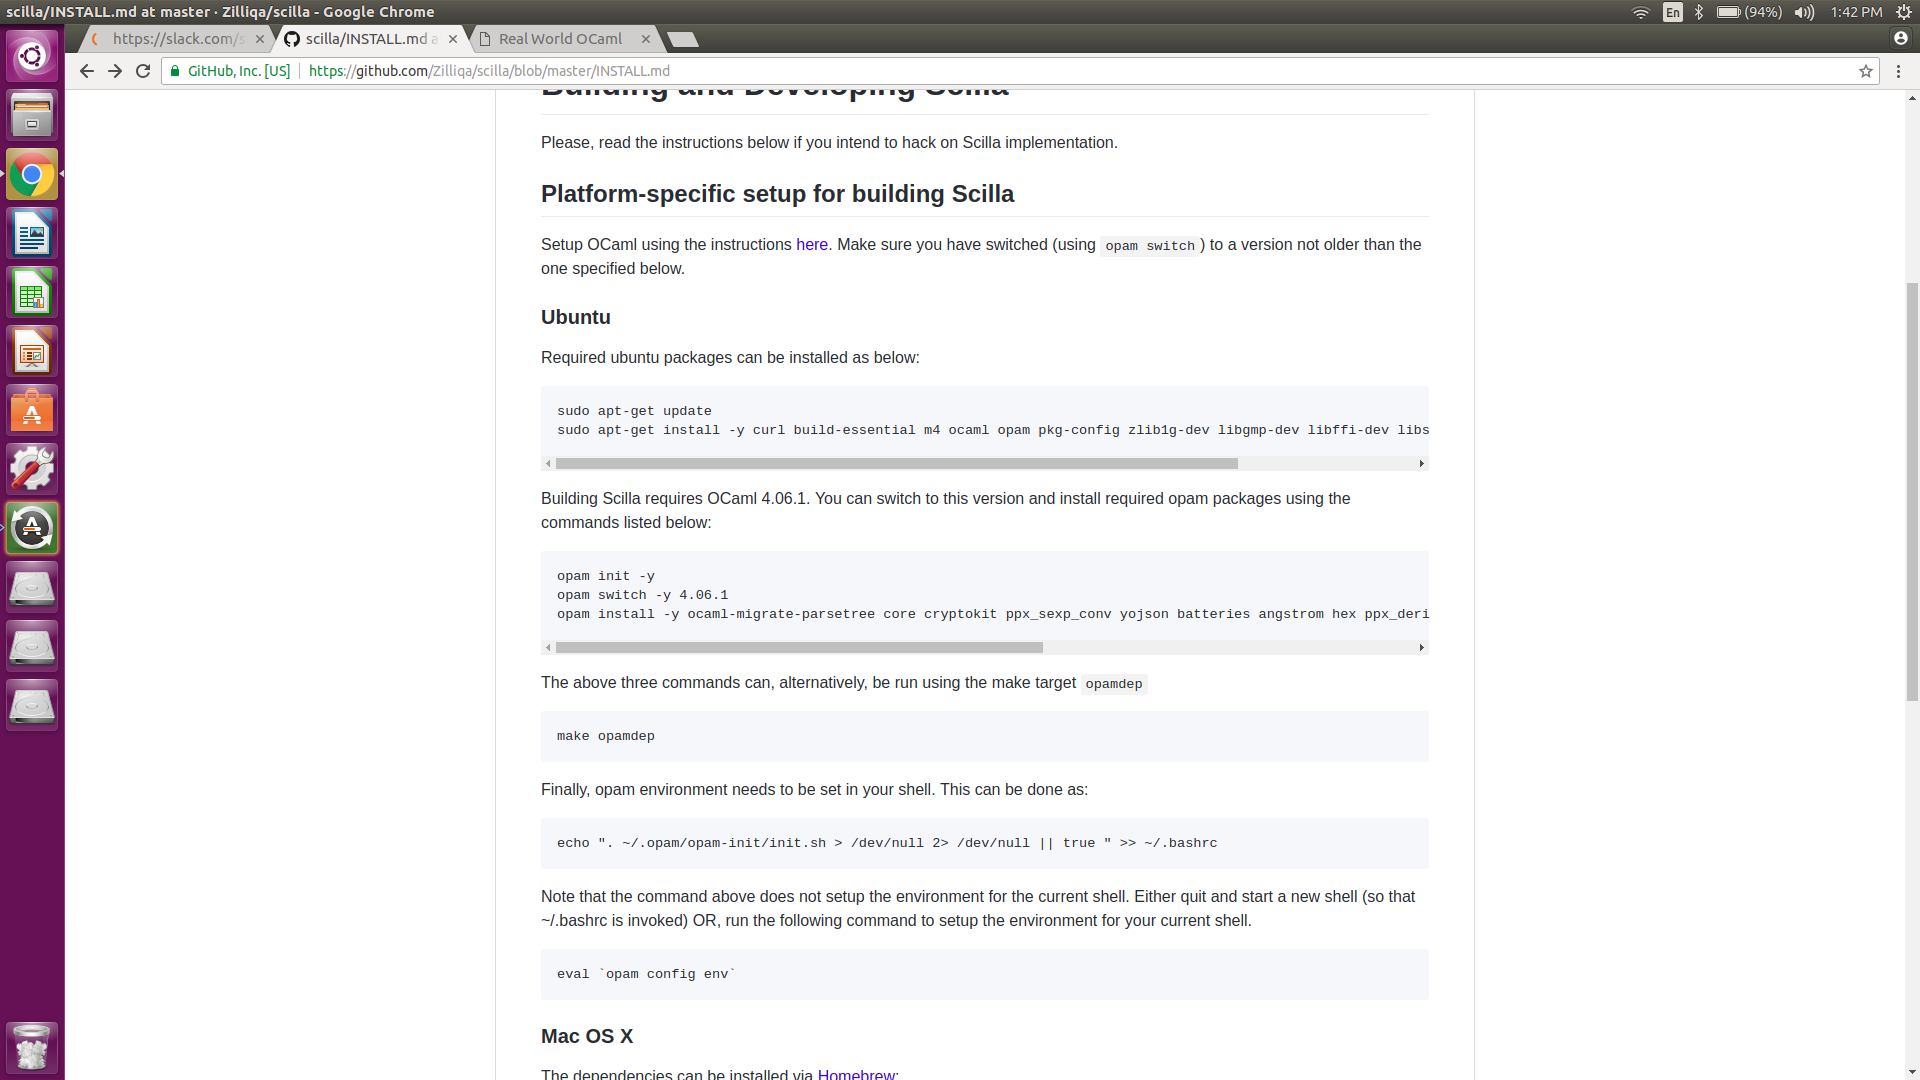 scilla/INSTALL.md at master · Zilliqa/scilla - Google Chrome
En
(94%)
1:42 PM
https://slack.com/s
scilla/INSTALL.md a
Real World OCaml
GitHub, Inc. [US]
https://github.com/Zilliqa/scilla/blob/master/INSTALL.md
Building and Developing Scilla
Please, read the instructions below if you intend to hack on Scilla implementation.
Platform-specific setup for building Scilla
Setup OCaml using the instructions here. Make sure you have switched (using opam switch) to a version not older than the
one specified below.
Ubuntu
Required ubuntu packages can be installed as below:
sudo apt-get update
sudo apt-get install -y curl build-essential m4 ocaml opam pkg-config zlib1g-dev libgmp-dev libffi-dev libs
Building Scilla requires OCaml 4.06.1. You can switch to this version and install required opam packages using the
commands listed below:
opam init -y
opam switch -y 4.06.1
opam install -y ocaml-migrate-parsetree core cryptokit ppx_sexp_conv yojson batteries angstrom hex ppx_deri
The above three commands can, alternatively, be run using the make target opamdep
make opamdep
Finally, opam environment needs to be set in your shell. This can be done as:
echo ". ~/.opam/opam-init/init.sh > /dev/null 2> /dev/null || true " >> ~/.bashrc
Note that the command above does not setup the environment for the current shell. Either quit and start a new shell (so that
~/.bashrc is invoked) OR, run the following command to setup the environment for your current shell.
eval `opam config env`
Mac OS X
The dependencies can be installed via Homebrew: